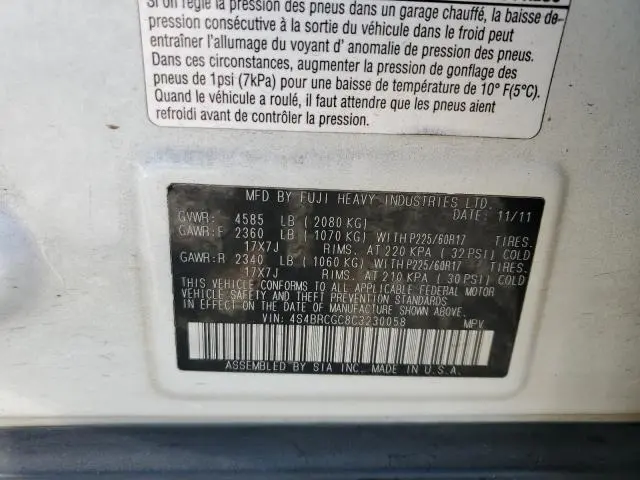 Si on règle la pression des pneus dans un garage chauffé, la baisse de
pression consécutive à la sortie du véhicule dans le froid peut
entraîner l'allumage du voyant d' anomalie de pression des pneus.
Dans ces circonstances, augmenter la pression de gonflage des
pneus de 1psi (7kPa) pour une baisse de température de 10° F(5°C).
Quand le véhicule a roulé, il faut attendre que les pneus aient
refroidi avant de contrôler la pression.
MFD BY FUJI HEAVY INDUSTRIES LTD.
GVWR: 4585 LB ( 2080 KG) DATE: 11/11
GAWR:F 2360 LB ( 1070 KG) WITH P225/60R17 TIRES.
17X7J RIMS. AT 220 KPA ( 32 PSI) COLD
GAWR:R 2340 LB ( 1060 KG) WITH P225/60R17 TIRES.
17X7J RIMS. AT 210 KPA ( 30 PSI) COLD
THIS VEHICLE CONFORMS TO ALL APPLICABLE FEDERAL MOTOR
VEHICLE SAFETY AND THEFT PREVENTION STANDARDS IN EFFECT
ON THE DATE OF MANUFACTURE SHOWN ABOVE.
VIN: 4S4BRCGC8C3230058 MPV
ASSEMBLED BY SIA INC. MADE IN U.S.A.